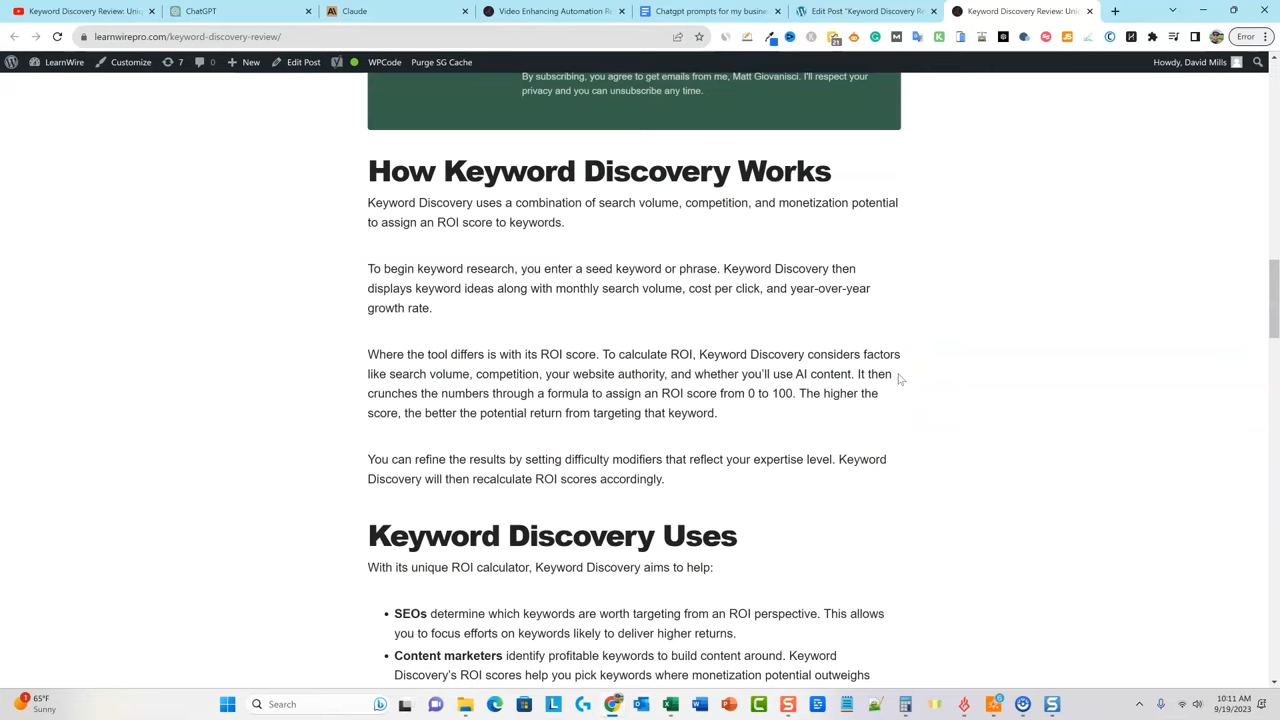 Keyword Discovery Review: Uniq
ChatGPT
Claude
Video Enhancing Automation R
Chatgpt prompts for my busine
Edit Post "Keyword Discovery Re
Keyword Discovery Review: Uni
learnwirepro.com/keyword-discovery-review/
21
Error
LearnWire
Customize
7
0
New
Edit Post
WPCode
Purge SG Cache
Howdy, David Mills
By subscribing, you agree to get emails from me, Matt Giovanisci. I'll respect your
privacy and you can unsubscribe any time.
How Keyword Discovery Works
Keyword Discovery uses a combination of search volume, competition, and monetization potential
to assign an ROI score to keywords.
To begin keyword research, you enter a seed keyword or phrase. Keyword Discovery then
displays keyword ideas along with monthly search volume, cost per click, and year-over-year
growth rate.
Where the tool differs is with its ROI score. To calculate ROI, Keyword Discovery considers factors
like search volume, competition, your website authority, and whether you'll use AI content. It then
crunches the numbers through a formula to assign an ROI score from 0 to 100. The higher the
score, the better the potential return from targeting that keyword.
You can refine the results by setting difficulty modifiers that reflect your expertise level. Keyword
Discovery will then recalculate ROI scores accordingly.
Keyword Discovery Uses
With its unique ROI calculator, Keyword Discovery aims to help:
• SEOs determine which keywords are worth targeting from an ROI perspective. This allows
you to focus efforts on keywords likely to deliver higher returns.
• Content marketers identify profitable keywords to build content around. Keyword
Discovery's ROI scores help you pick keywords where monetization potential outweighs
1
65°F
Sunny
Search
10:11 AM
9/19/2023